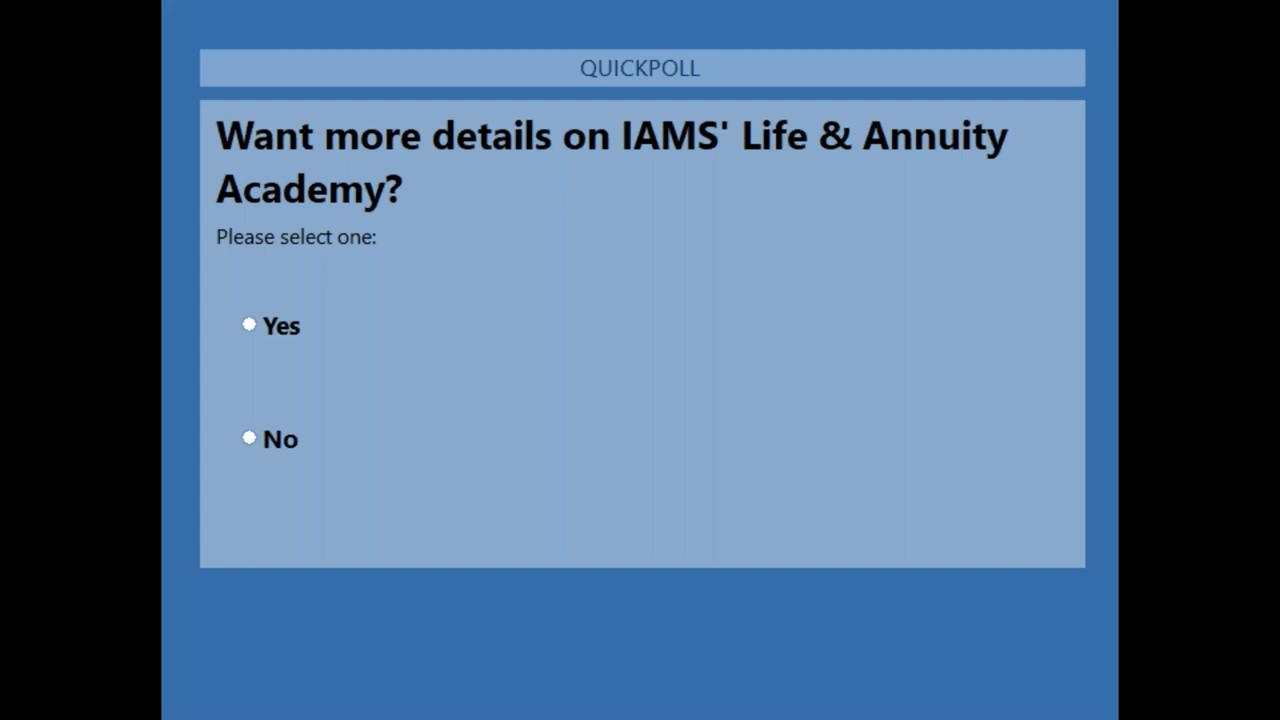 QUICKPOLL
Want more details on IAMS' Life & Annuity
Academy?
Please select one:
Yes
No